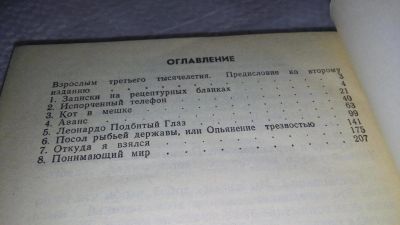 ОГЛАВЛЕНИЕ
Взрослым третьего тысячелетия. Предисловие ко второму
изданию 3
1. Записки на рецептурных бланках 4
2. Испорченный телефон 21
3. Кот в мешке 49
4. Аванс 63
5. Леонардо Подбитый Глаз 99
6. Посол рыбьей державы, или Опьянение трезвостью 141
7. Откуда я взялся 175
8. Понимающий мир 207